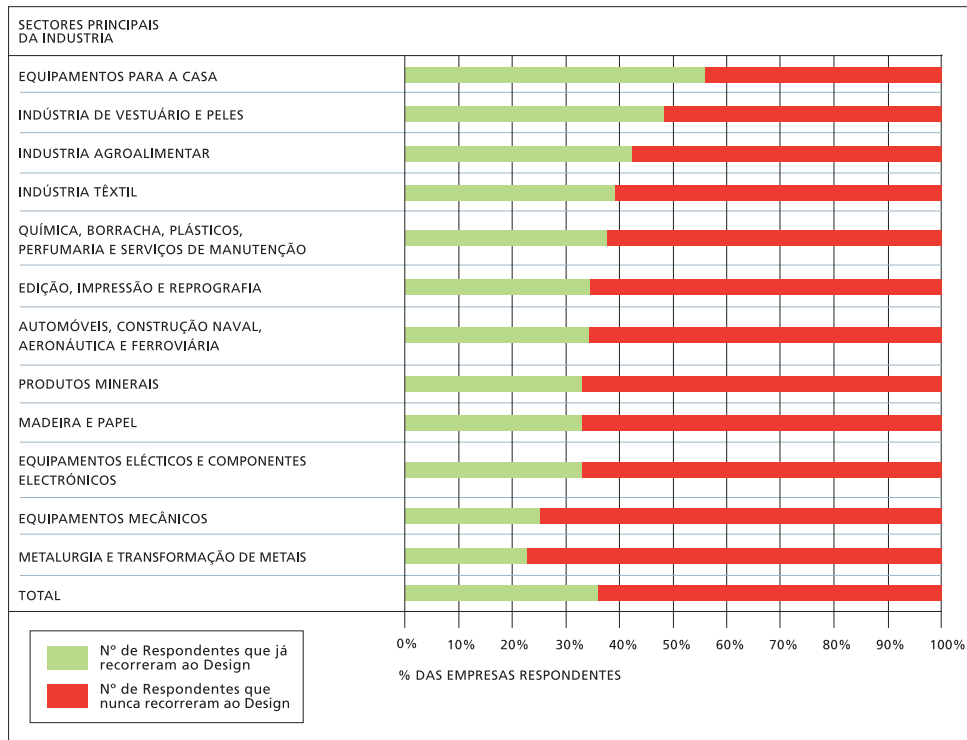 SECTORES PRINCIPAIS
DA INDUSTRIA
EQUIPAMENTOS PARA A CASA
INDÚSTRIA DE VESTUÁRIO E PELES
INDUSTRIA AGROALIMENTAR
INDÚSTRIA TÊXTIL
QUÍMICA, BORRACHA, PLÁSTICOS,
PERFUMARIA E SERVIÇOS DE MANUTENÇÃO
EDIÇÃO, IMPRESSÃO E REPROGRAFIA
AUTOMÓVEIS, CONSTRUÇÃO NAVAL,
AERONÁUTICA E FERROVIÁRIA
PRODUTOS MINERAIS
MADEIRA E PAPEL
EQUIPAMENTOS ELÉCTICOS E COMPONENTES
ELECTRÓNICOS
EQUIPAMENTOS MECÂNICOS
METALURGIA E TRANSFORMAÇÃO DE METAIS
TOTAL
0% 10% 20% 30% 40% 50% 60% 70% 80% 90% 100%
% DAS EMPRESAS RESPONDENTES
Nº de Respondentes que já
recorreram ao Design
Nº de Respondentes que
nunca recorreram ao Design